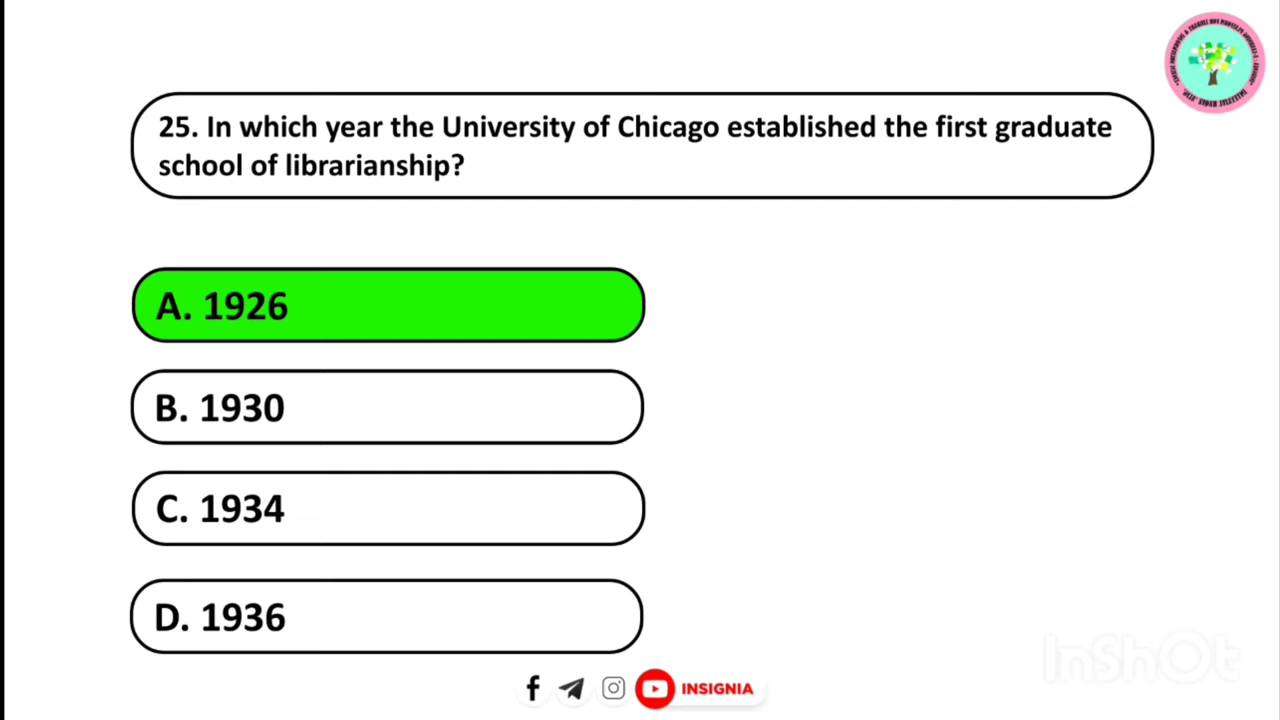 25. In which year the University of Chicago established the first graduate
school of librarianship?
A. 1926
B. 1930
C. 1934
D. 1936
INSIGNIA
InShOt